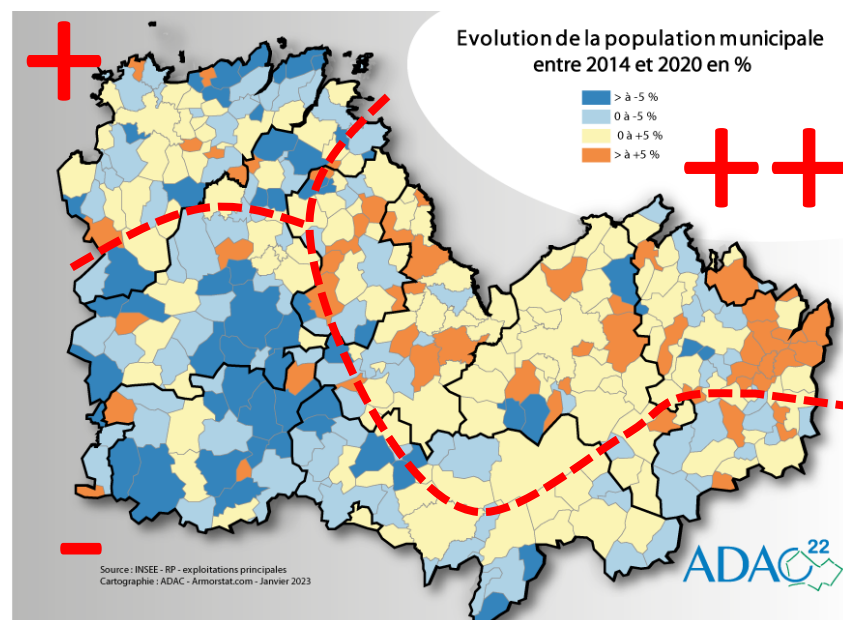 Evolution de la population municipale
entre 2014 et 2020 en %
> à -5 %
0 à -5 %
0 à +5 %
> à +5 %
+
+ +
-
Source : INSEE - RP - exploitations principales
Cartographie : ADAC - Armorstat.com - Janvier 2023
ADAC 22